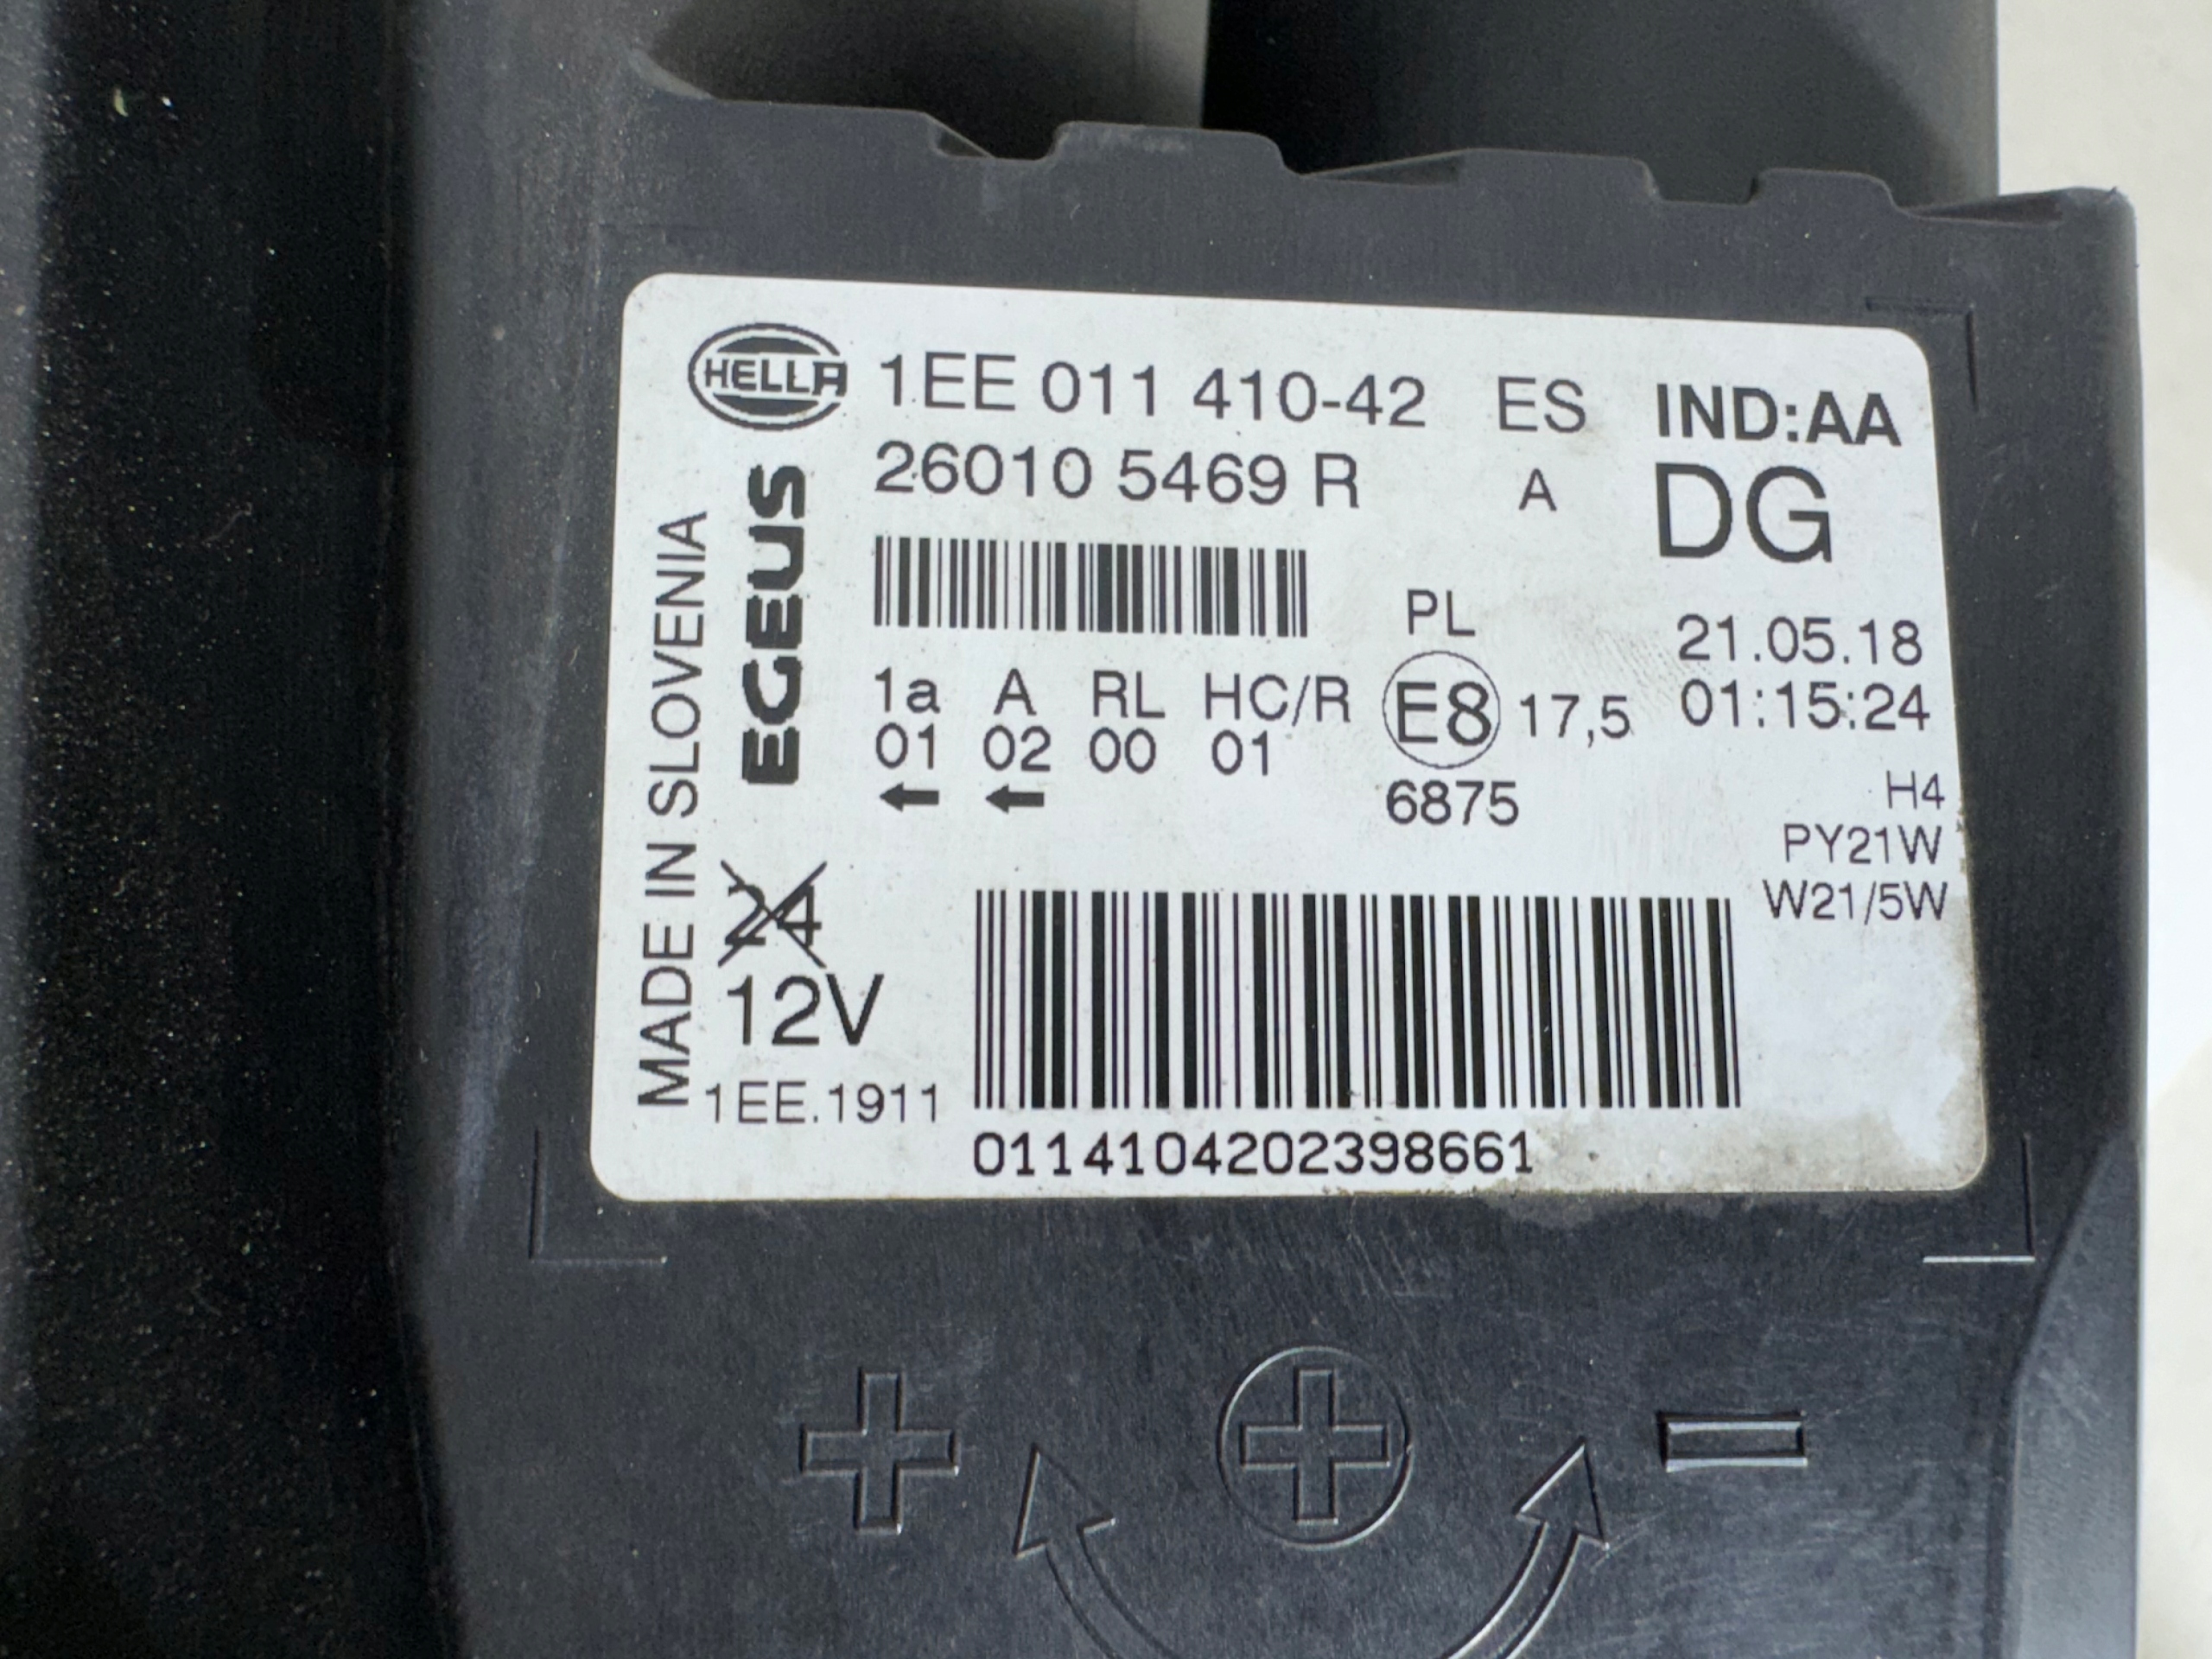 HELLA 1EE 011 410-42 ES IND:AA
26010 5469 R A DG
MADE IN SLOVENIA
EGEUS
PL
21.05.18
1a A RL HC/R E8 17,5 01:15:24
01 02 00 01
6875
H4
PY21W
W21/5W
24
12V
1EE.1911
0114104202398661